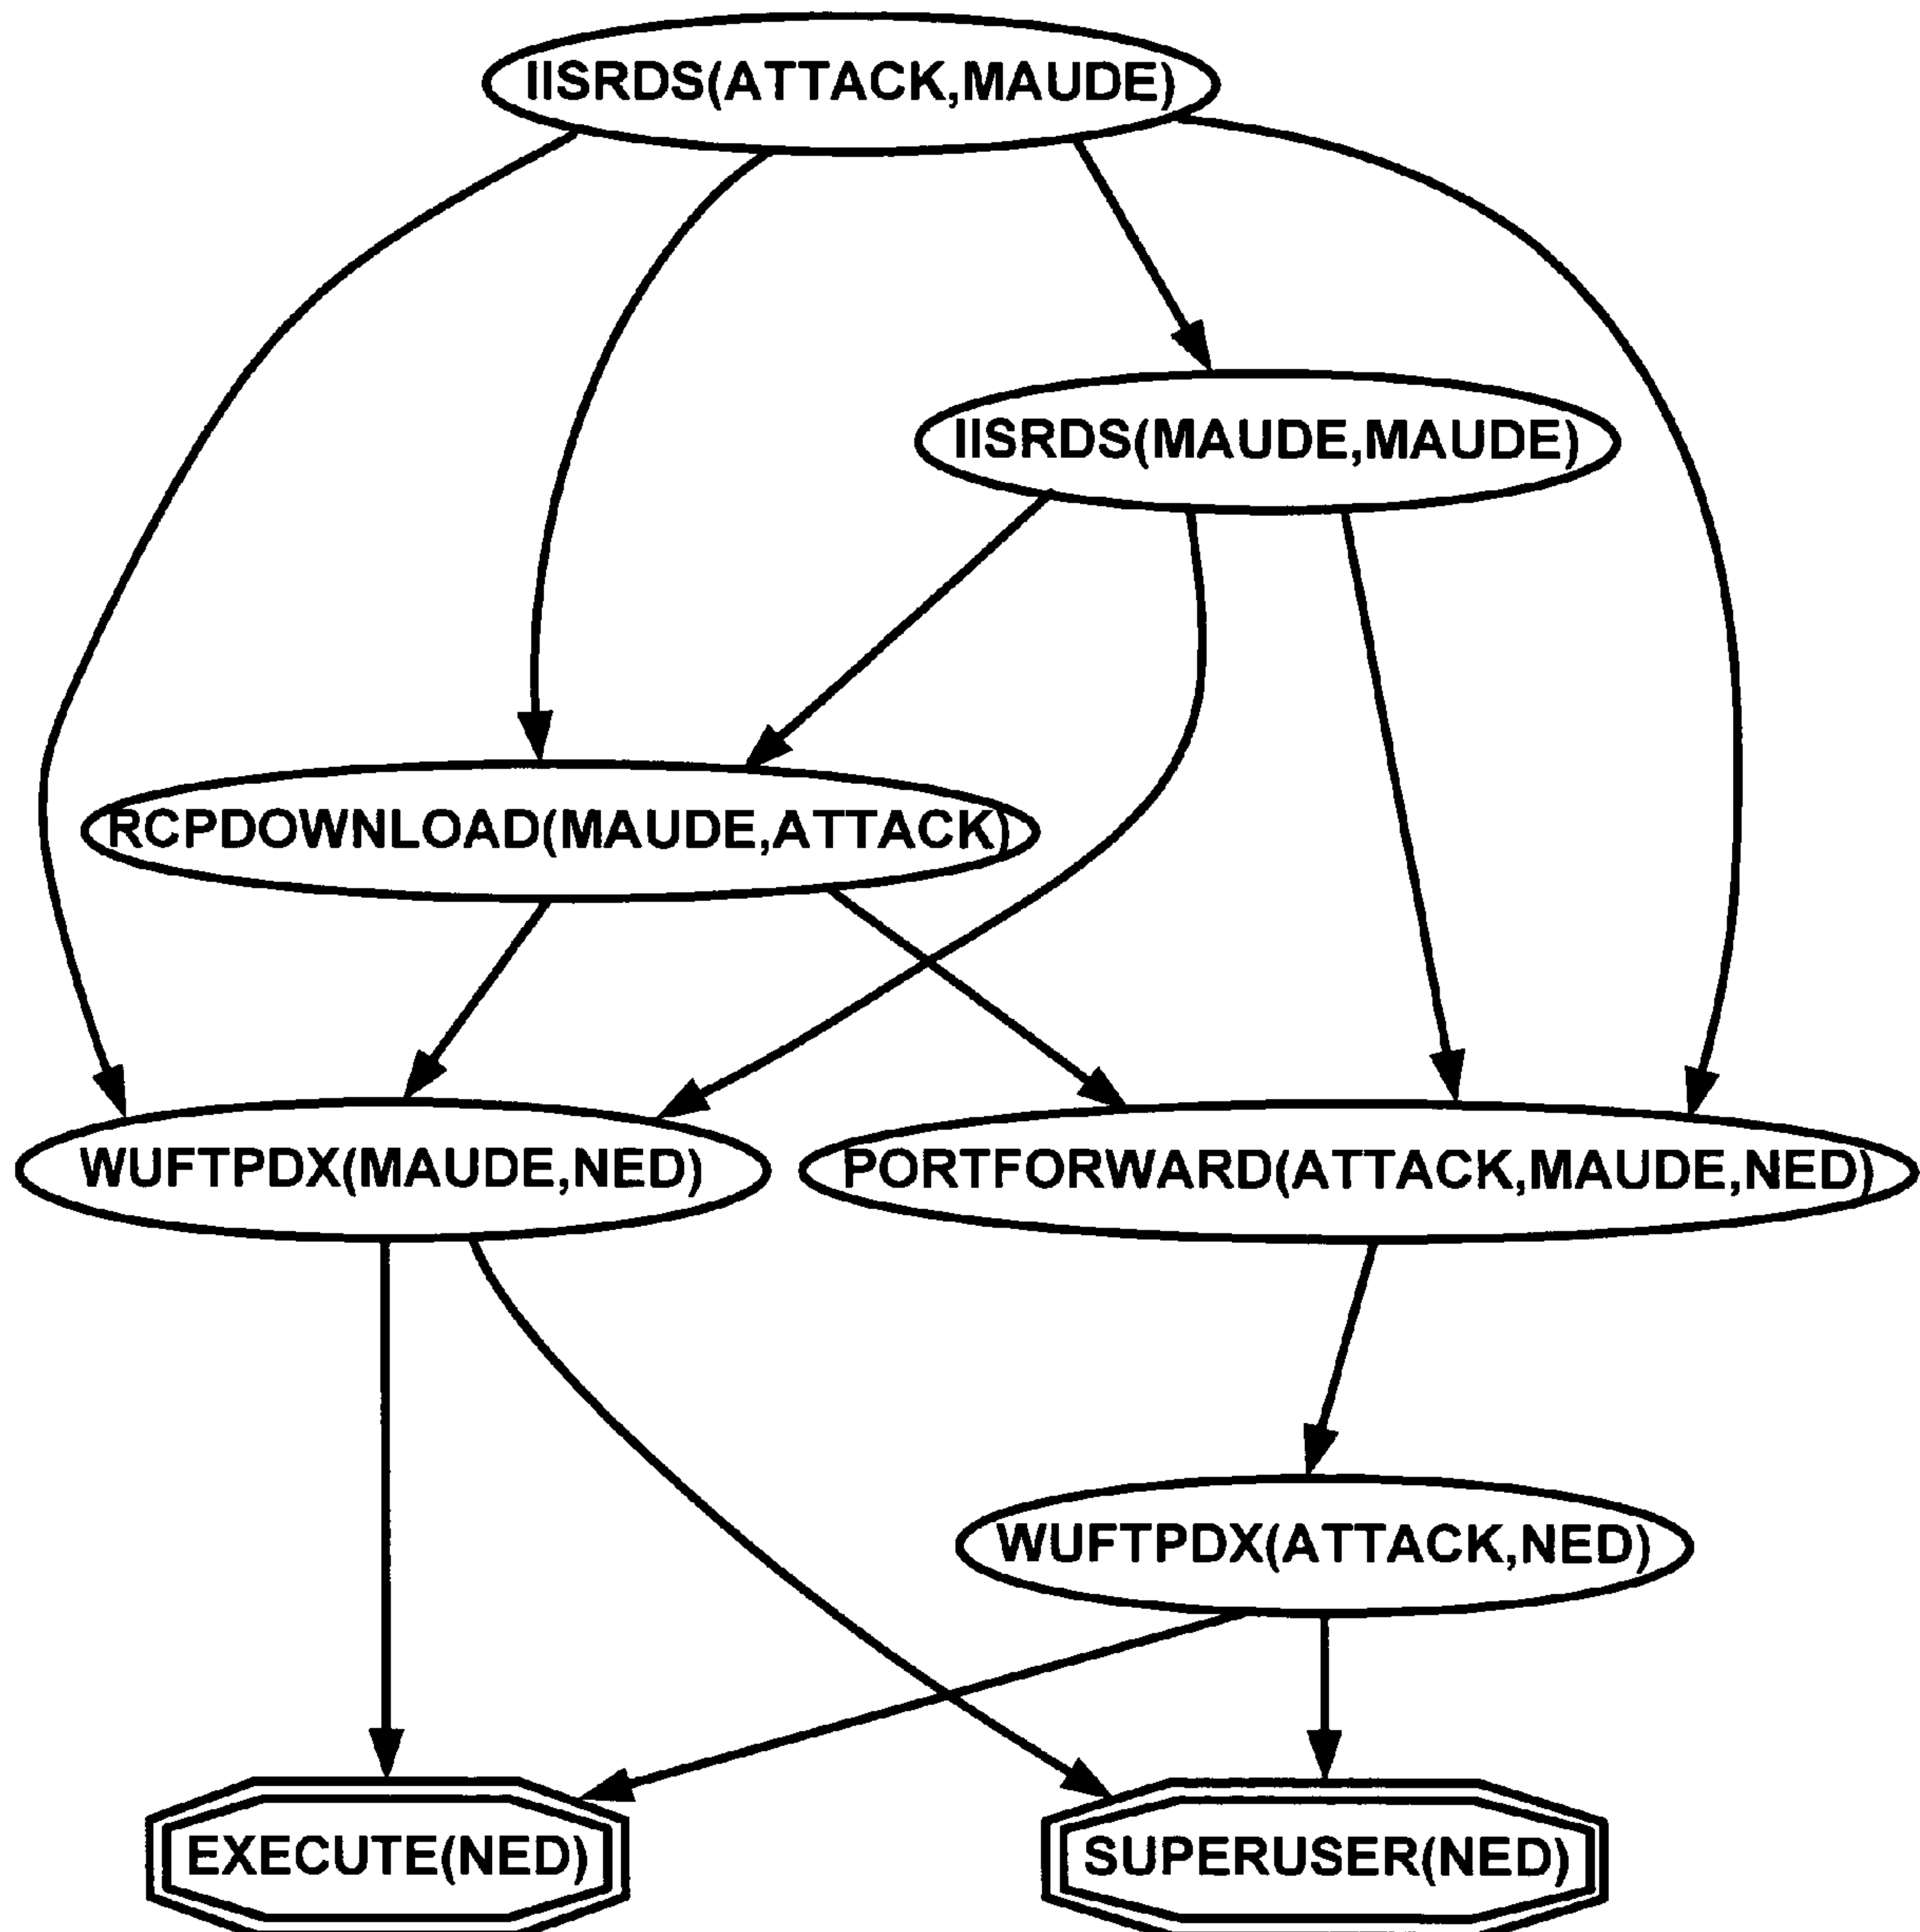 IISRDS(ATTACK,MAUDE)
IISRDS(MAUDE,MAUDE)
RCPDOWNLOAD(MAUDE,ATTACK)
WUFTPDX(MAUDE,NED)
PORTFORWARD(ATTACK,MAUDE,NED)
WUFTPDX(ATTACK,NED)
EXECUTE(NED)
SUPERUSER(NED)